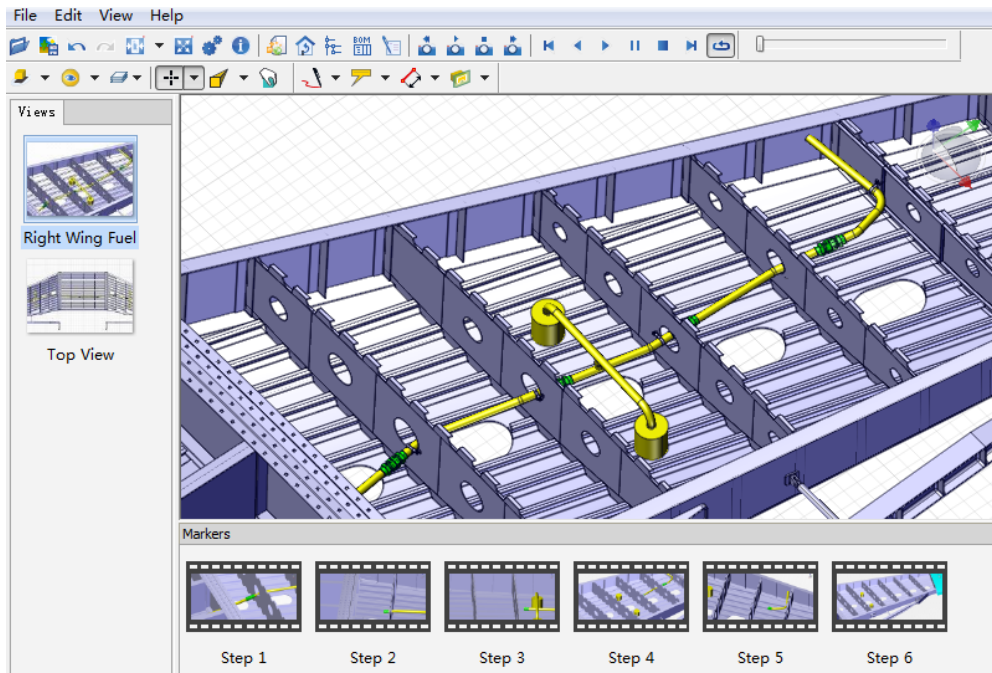 File Edit View Help
BOM
Views
Right Wing Fuel
Top View
Markers
Step 1 Step 2 Step 3 Step 4 Step 5 Step 6